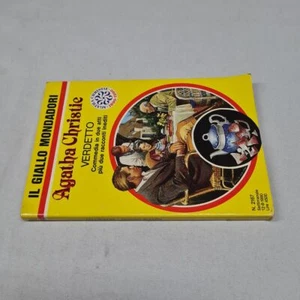 IL GIALLO MONDADORI
Agatha Christie
VERDETTO
Commedia in due atti
più due racconti inediti